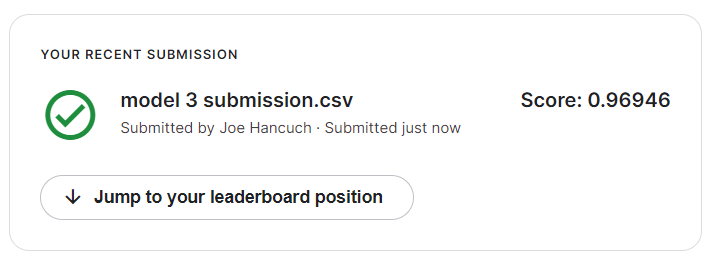 YOUR RECENT SUBMISSION
model 3 submission.csv
Score: 0.96946
Submitted by Joe Hancuch · Submitted just now
Jump to your leaderboard position